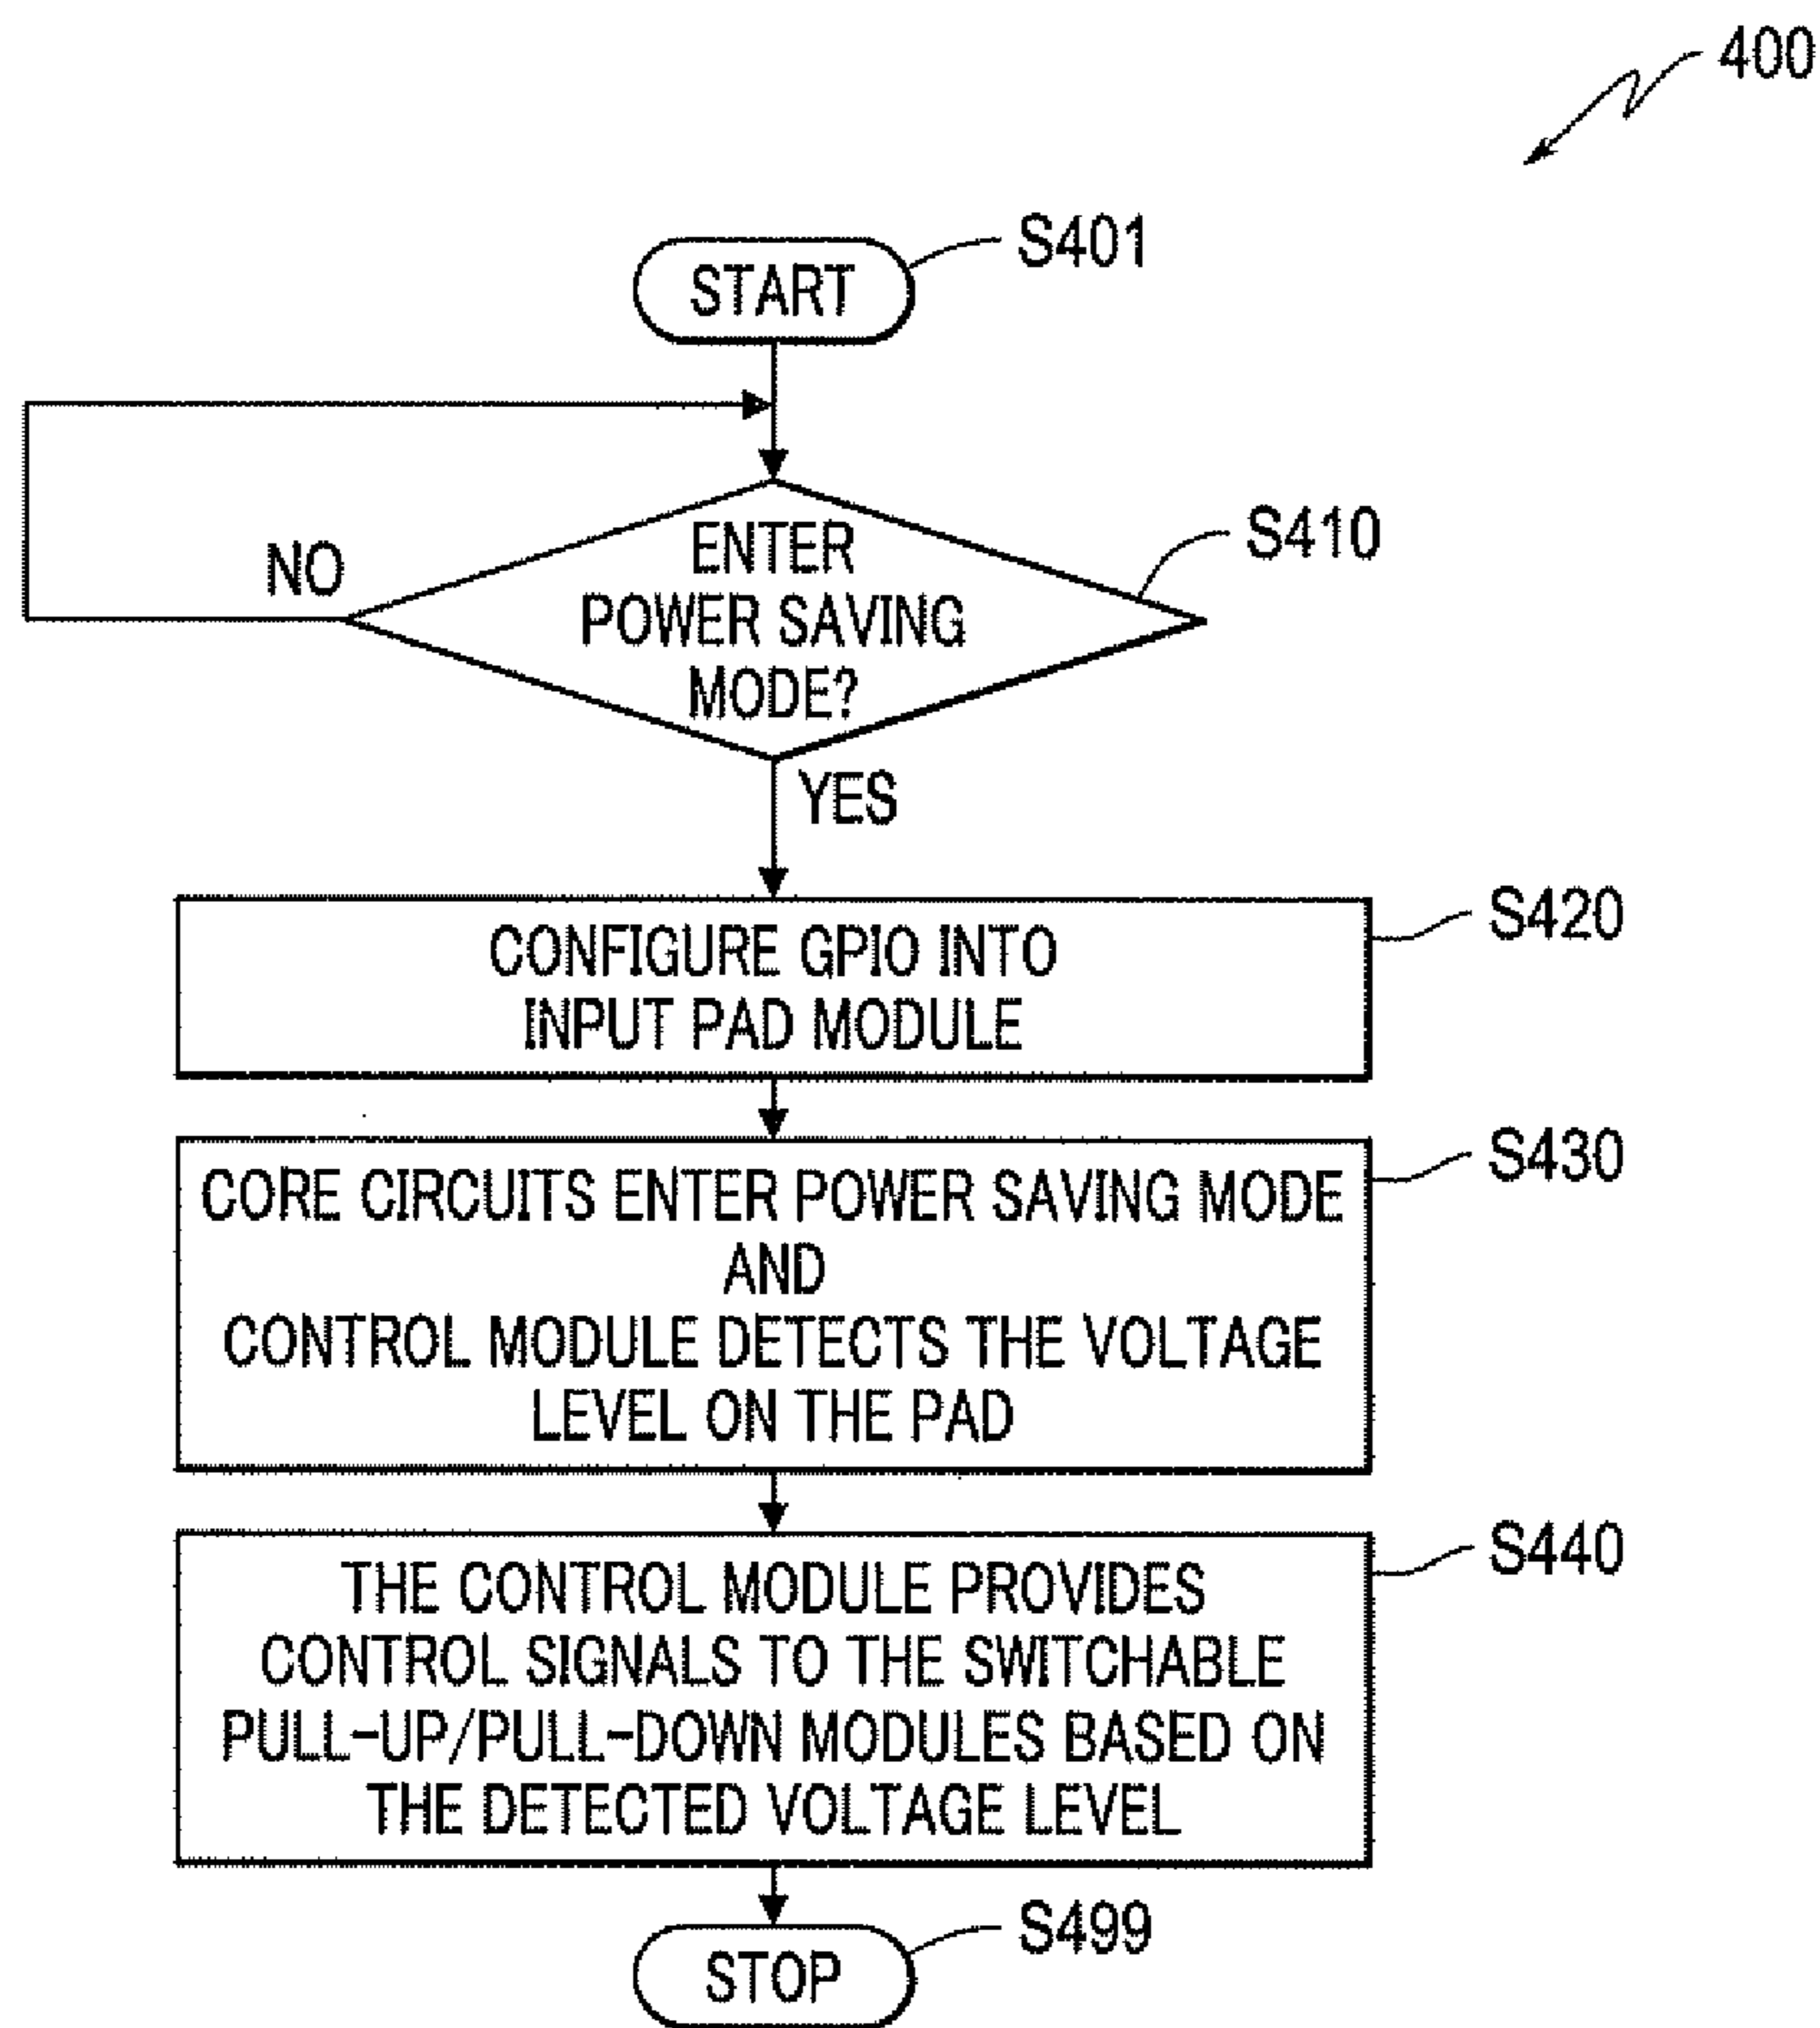 400
START
S401
ENTER
POWER SAVING
MODE?
S410
NO
YES
CONFIGURE GPIO INTO
INPUT PAD MODULE
S420
CORE CIRCUITS ENTER POWER SAVING MODE
AND
CONTROL MODULE DETECTS THE VOLTAGE
LEVEL ON THE PAD
S430
THE CONTROL MODULE PROVIDES
CONTROL SIGNALS TO THE SWITCHABLE
PULL-UP/PULL-DOWN MODULES BASED ON
THE DETECTED VOLTAGE LEVEL
S440
STOP
S499